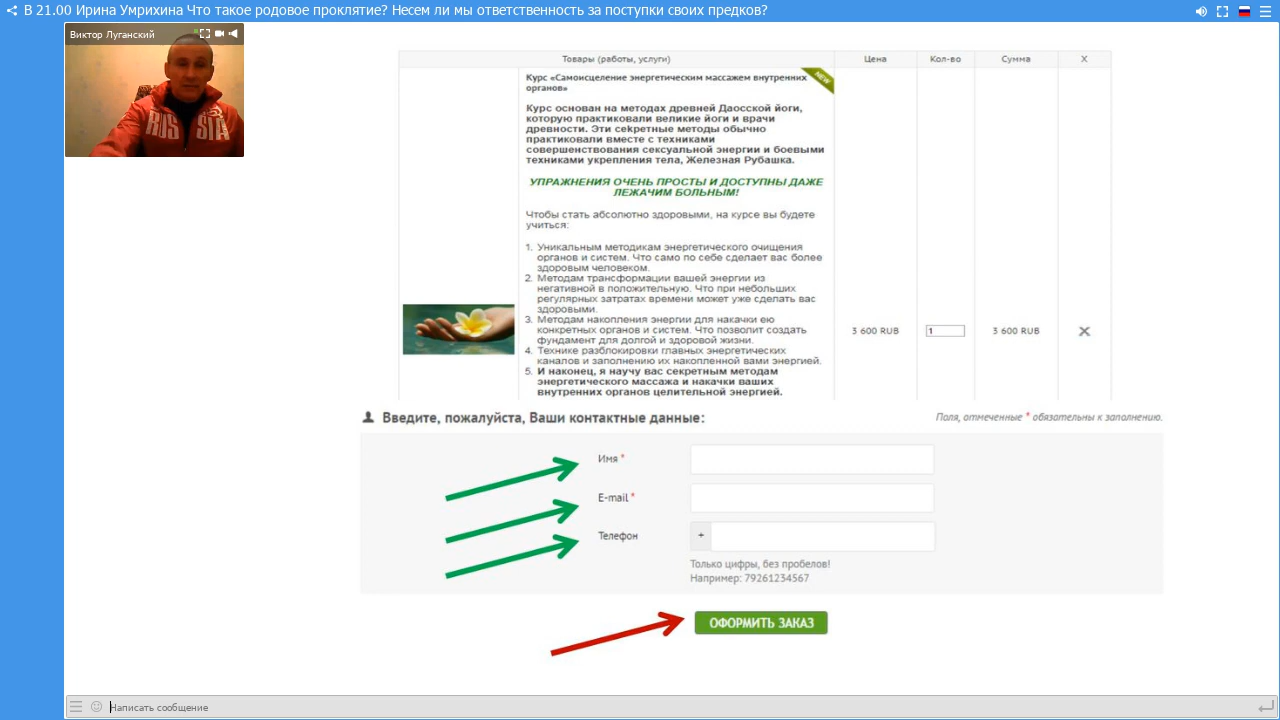 В 21.00 Ирина Умрихина Что такое родовое проклятие? Несем ли мы ответственность за поступки своих предков?
Виктор Луганский
RUSSIA
Товары (работы, услуги) Цена Кол-во Сумма X
NEW
Курс «Самоисцеление энергетическим массажем внутренних
органов»
Курс основан на методах древней Даосской йоги,
которую практиковали великие йоги и врачи
древности. Эти секретные методы обычно
практиковали вместе с техниками
совершенствования сексуальной энергии и боевыми
техниками укрепления тела, Железная Рубашка.
УПРАЖНЕНИЯ ОЧЕНЬ ПРОСТЫ И ДОСТУПНЫ ДАЖЕ
ЛЕЖАЧИМ БОЛЬНЫМ!
Чтобы стать абсолютно здоровыми, на курсе вы будете
учиться:
1. Уникальным методикам энергетического очищения
органов и систем. Что само по себе сделает вас более
здоровым человеком.
2. Методам трансформации вашей энергии из
негативной в положительную. Что при небольших
регулярных затратах времени может уже сделать вас
здоровыми.
3. Методам накопления энергии для накачки ею
конкретных органов и систем. Что позволит создать
фундамент для долгой и здоровой жизни.
4. Технике разблокировки главных энергетических
каналов и заполнению их накопленной вами энергией.
5. И наконец, я научу вас секретным методам
энергетического массажа и накачки ваших
внутренних органов целительной энергией.
3 600 RUB 1 3 600 RUB
Введите, пожалуйста, Ваши контактные данные:
Поля, отмеченные * обязательны к заполнению.
Имя *
E-mail *
Телефон +
Только цифры, без пробелов!
Например: 79261234567
ОФОРМИТЬ ЗАКАЗ
Написать сообщение